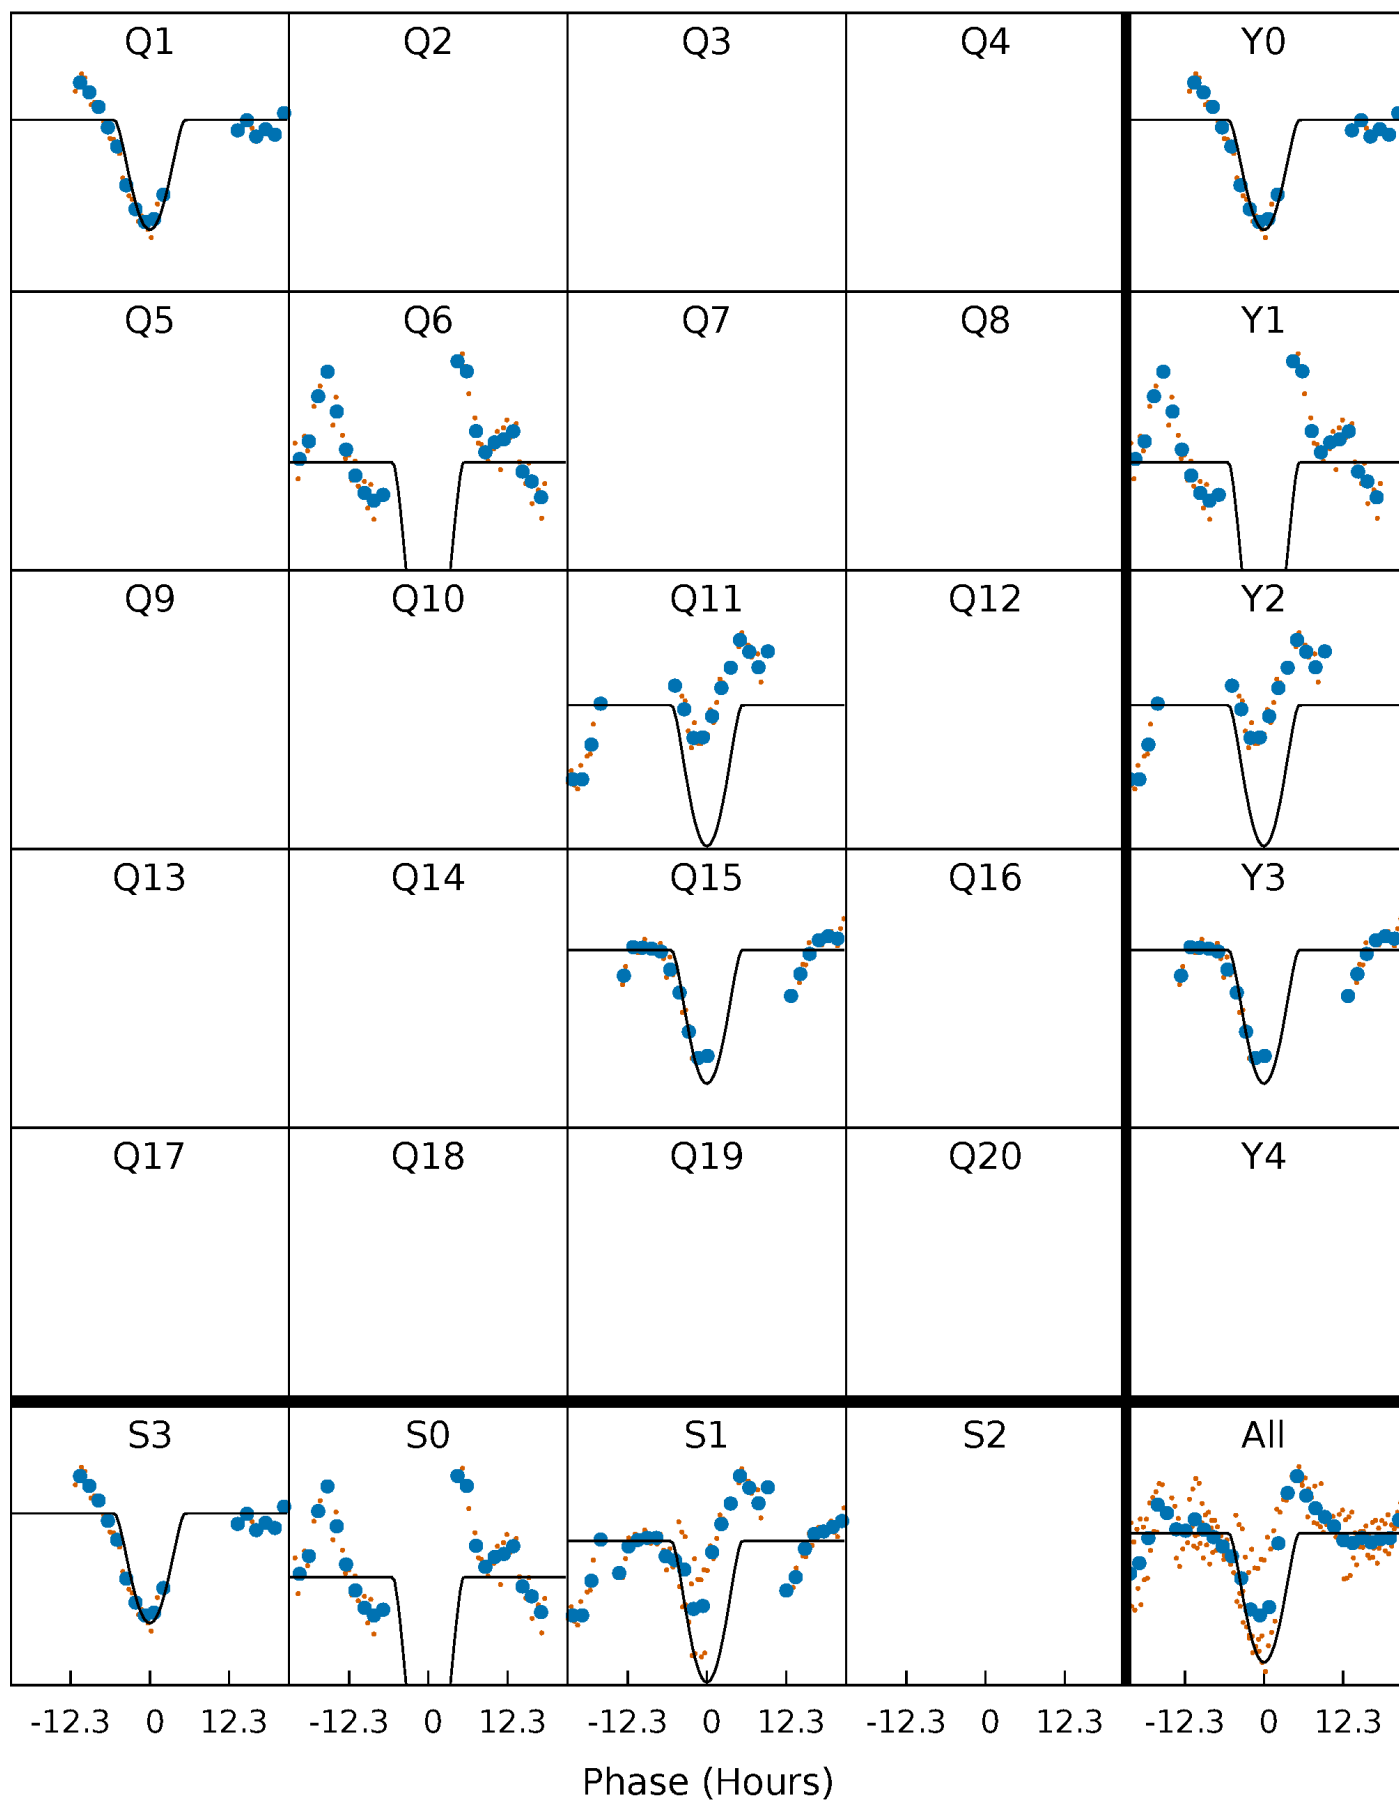 Q1 Q2 Q3 Q4 Y0
Q5 Q6 Q7 Q8 Y1
Q9 Q10 Q11 Q12 Y2
Q13 Q14 Q15 Q16 Y3
Q17 Q18 Q19 Q20 Y4
S3 S0 S1 S2 All
-12.3 0 12.3 -12.3 0 12.3 -12.3 0 12.3 -12.3 0 12.3 -12.3 0 12.3
Phase (Hours)